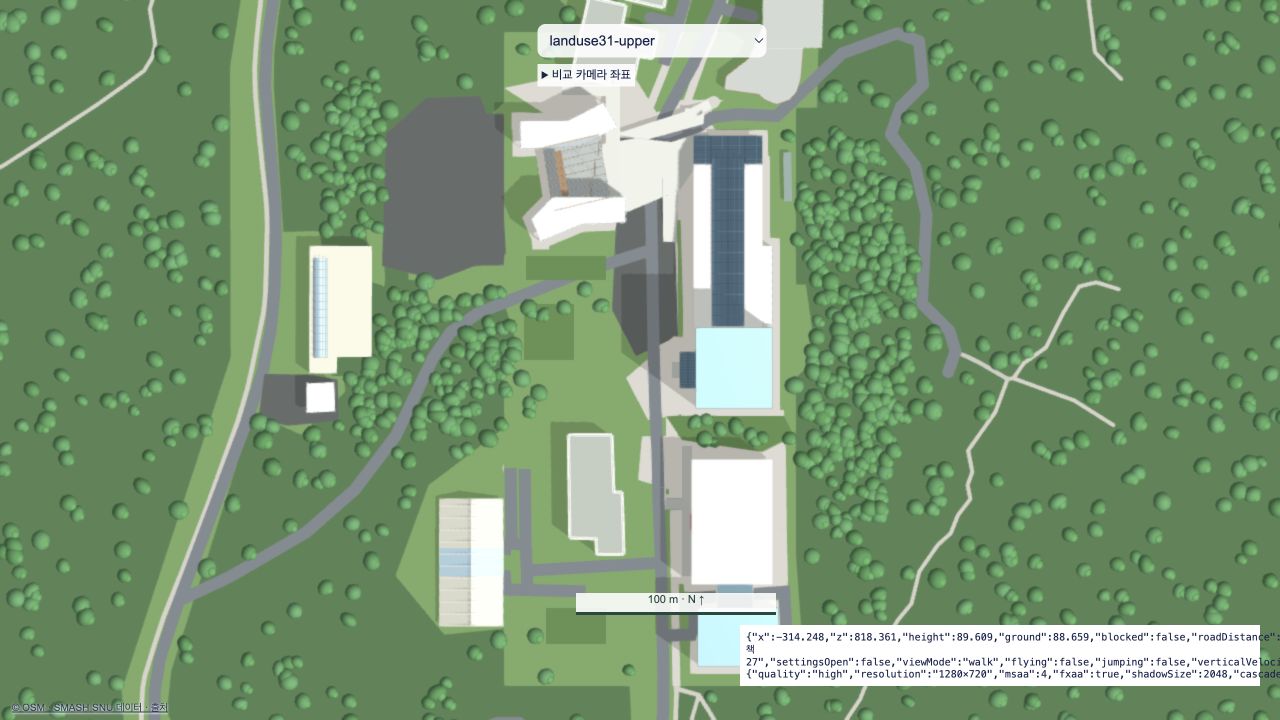 landuse31-upper
▶ 비교 카메라 좌표
100 m · N ↑
{"x":−314.248,"z":818.361,"height":89.609,"ground":88.659,"blocked":false,"roadDistance":
책
27","settingsOpen":false,"viewMode":"walk","flying":false,"jumping":false,"verticalVeloci
{"quality":"high","resolution":"1280×720","msaa":4,"fxaa":true,"shadowSize":2048,"cascade
© OSM · SMASH SNU 데이터 · 출처